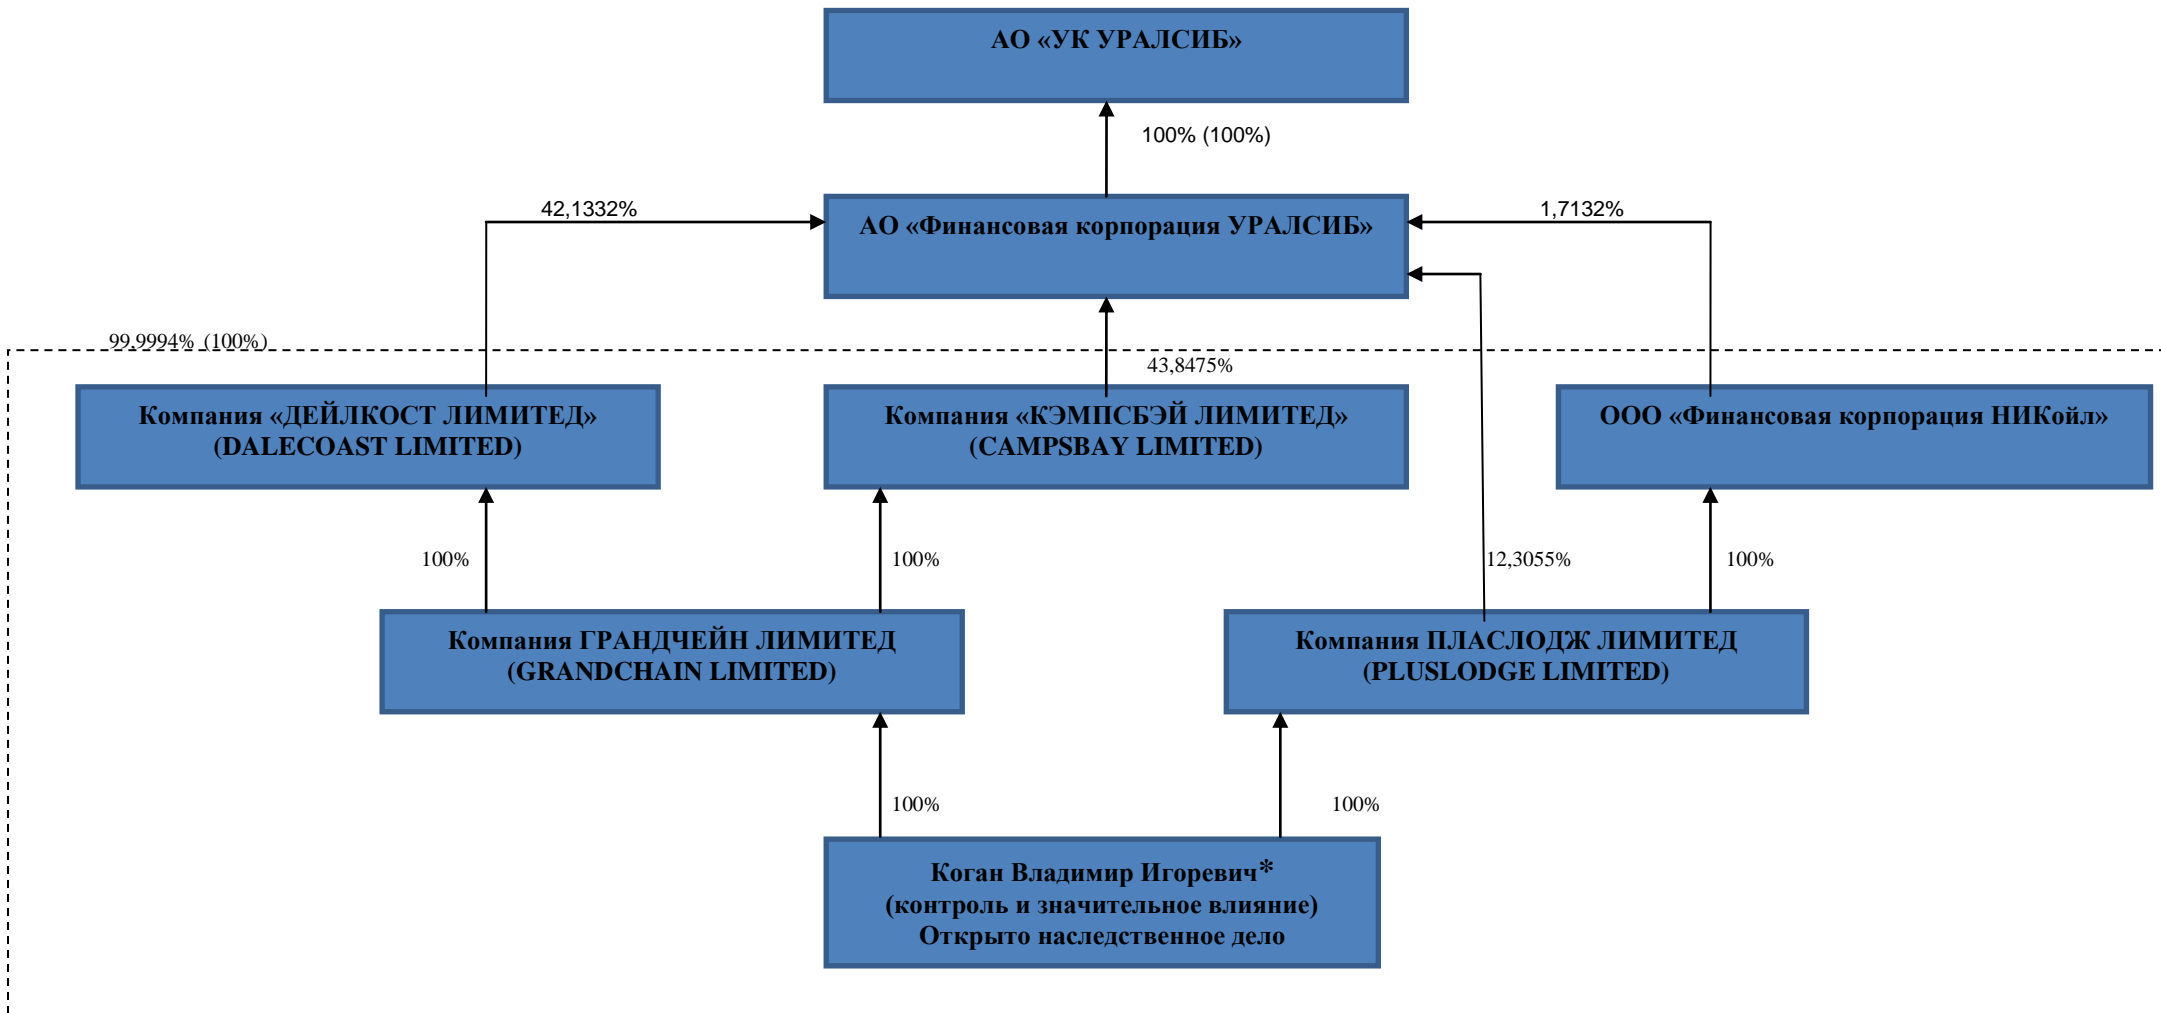 АО «УК УРАЛСИБ»
100% (100%)
42,1332%
1,7132%
АО «Финансовая корпорация УРАЛСИБ»
99,9994% (100%)
43,8475%
Компания «ДЕЙЛКОСТ ЛИМИТЕД»
(DALECOAST LIMITED)
Компания «КЭМПСБЭЙ ЛИМИТЕД»
(CAMPSBAY LIMITED)
ООО «Финансовая корпорация НИКойл»
100%
100%
12,3055%
100%
Компания ГРАНДЧЕЙН ЛИМИТЕД
(GRANDCHAIN LIMITED)
Компания ПЛАСЛОДЖ ЛИМИТЕД
(PLUSLODGE LIMITED)
100%
100%
Коган Владимир Игоревич*
(контроль и значительное влияние)
Открыто наследственное дело